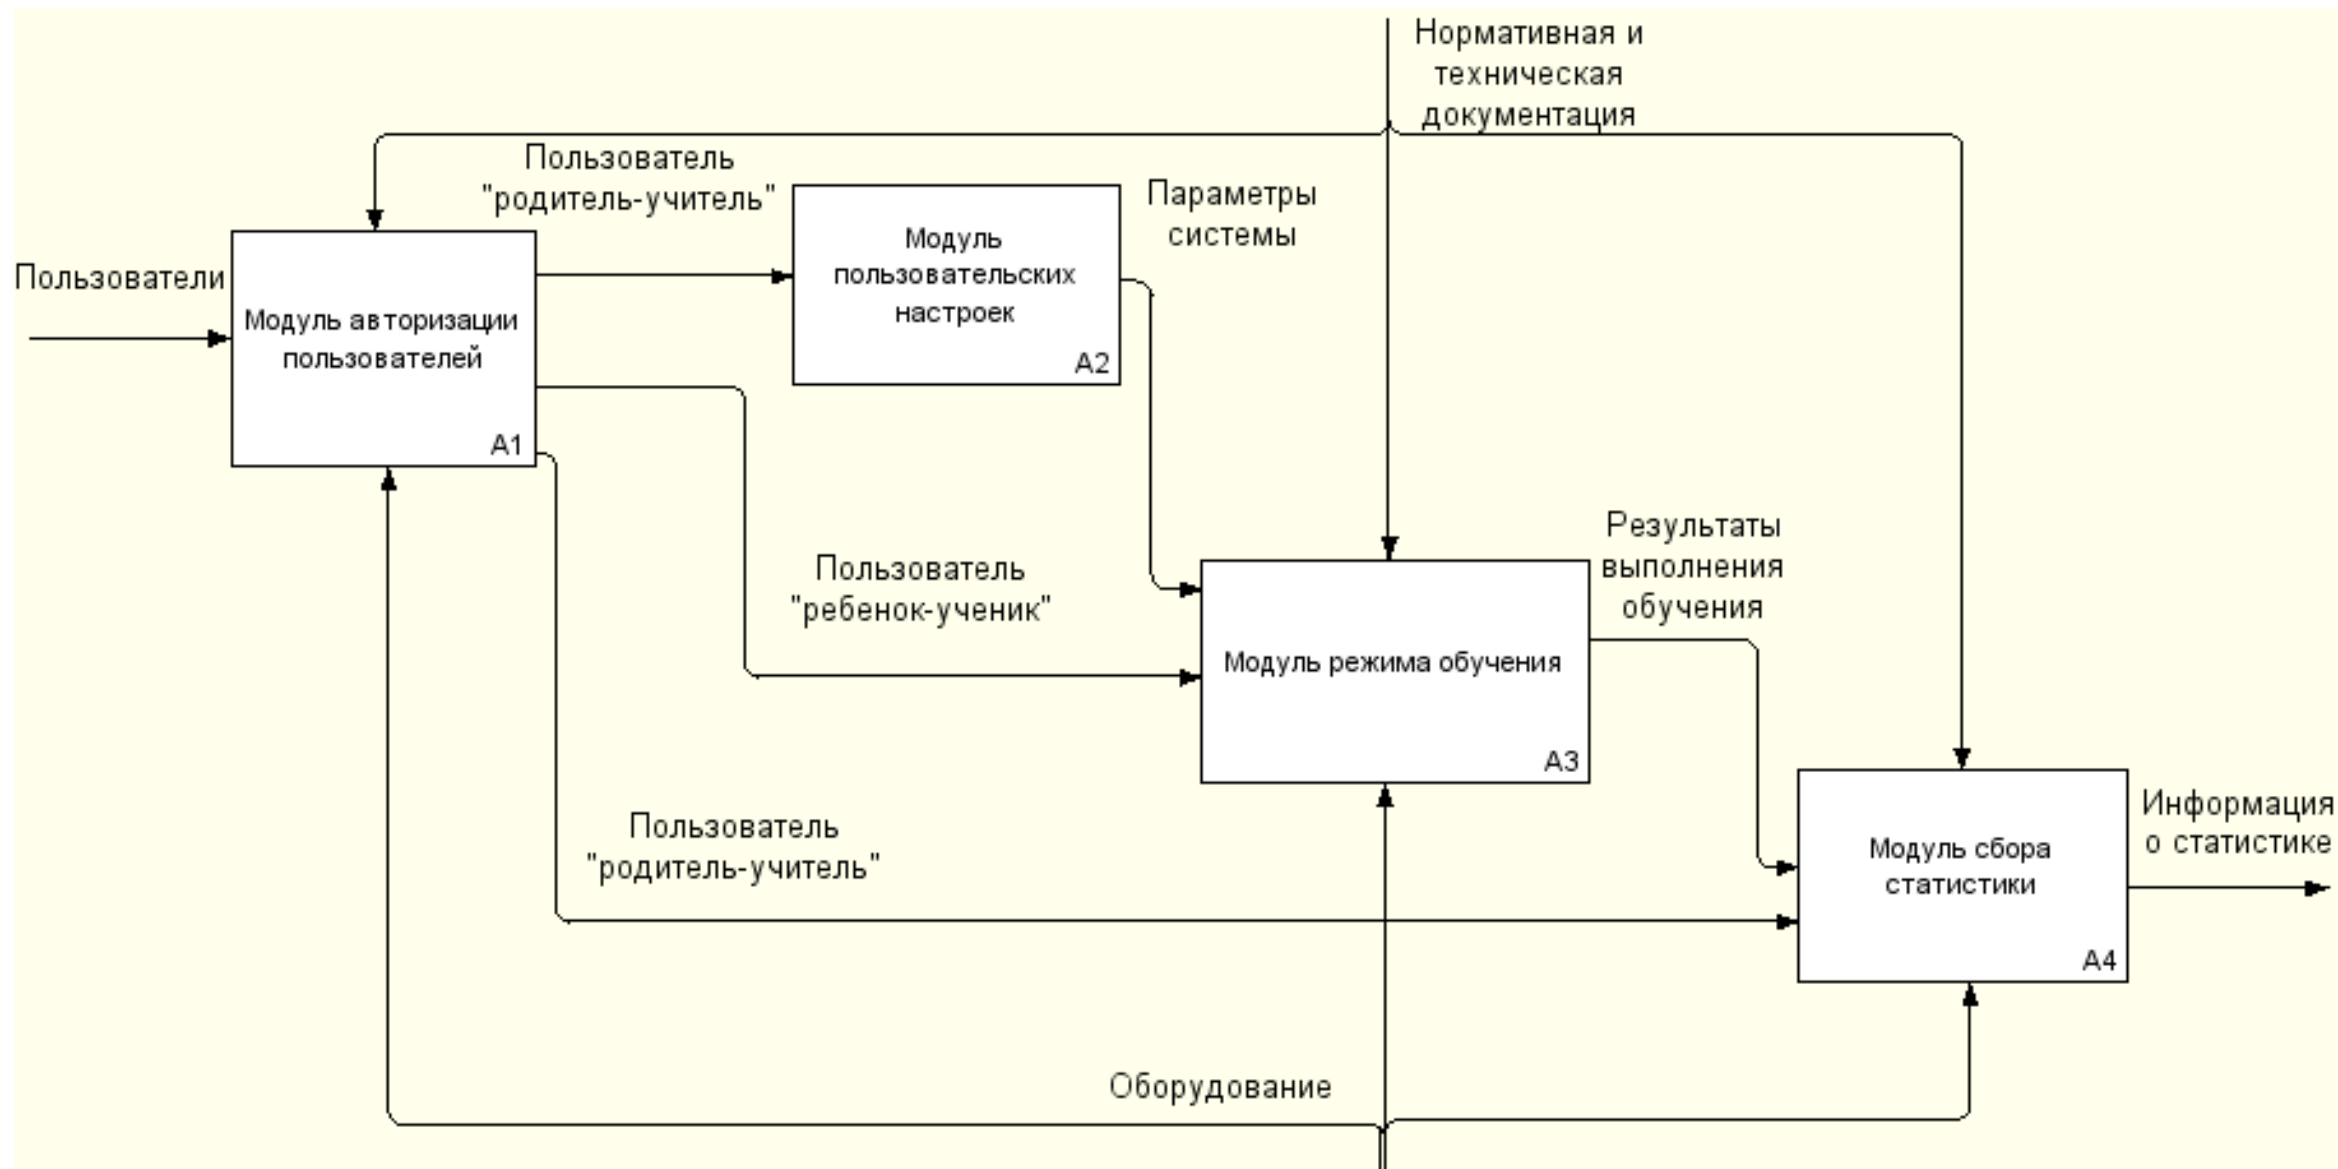 Нормативная и
техническая
документация
Пользователь
"родитель-учитель"
Параметры
системы
Модуль
пользовательских
настроек
A2
Пользователи
Модуль авторизации
пользователей
A1
Результаты
выполнения
обучения
Пользователь
"ребенок-ученик"
Модуль режима обучения
A3
Пользователь
"родитель-учитель"
Информация
о статистике
Модуль сбора
статистики
A4
Оборудование